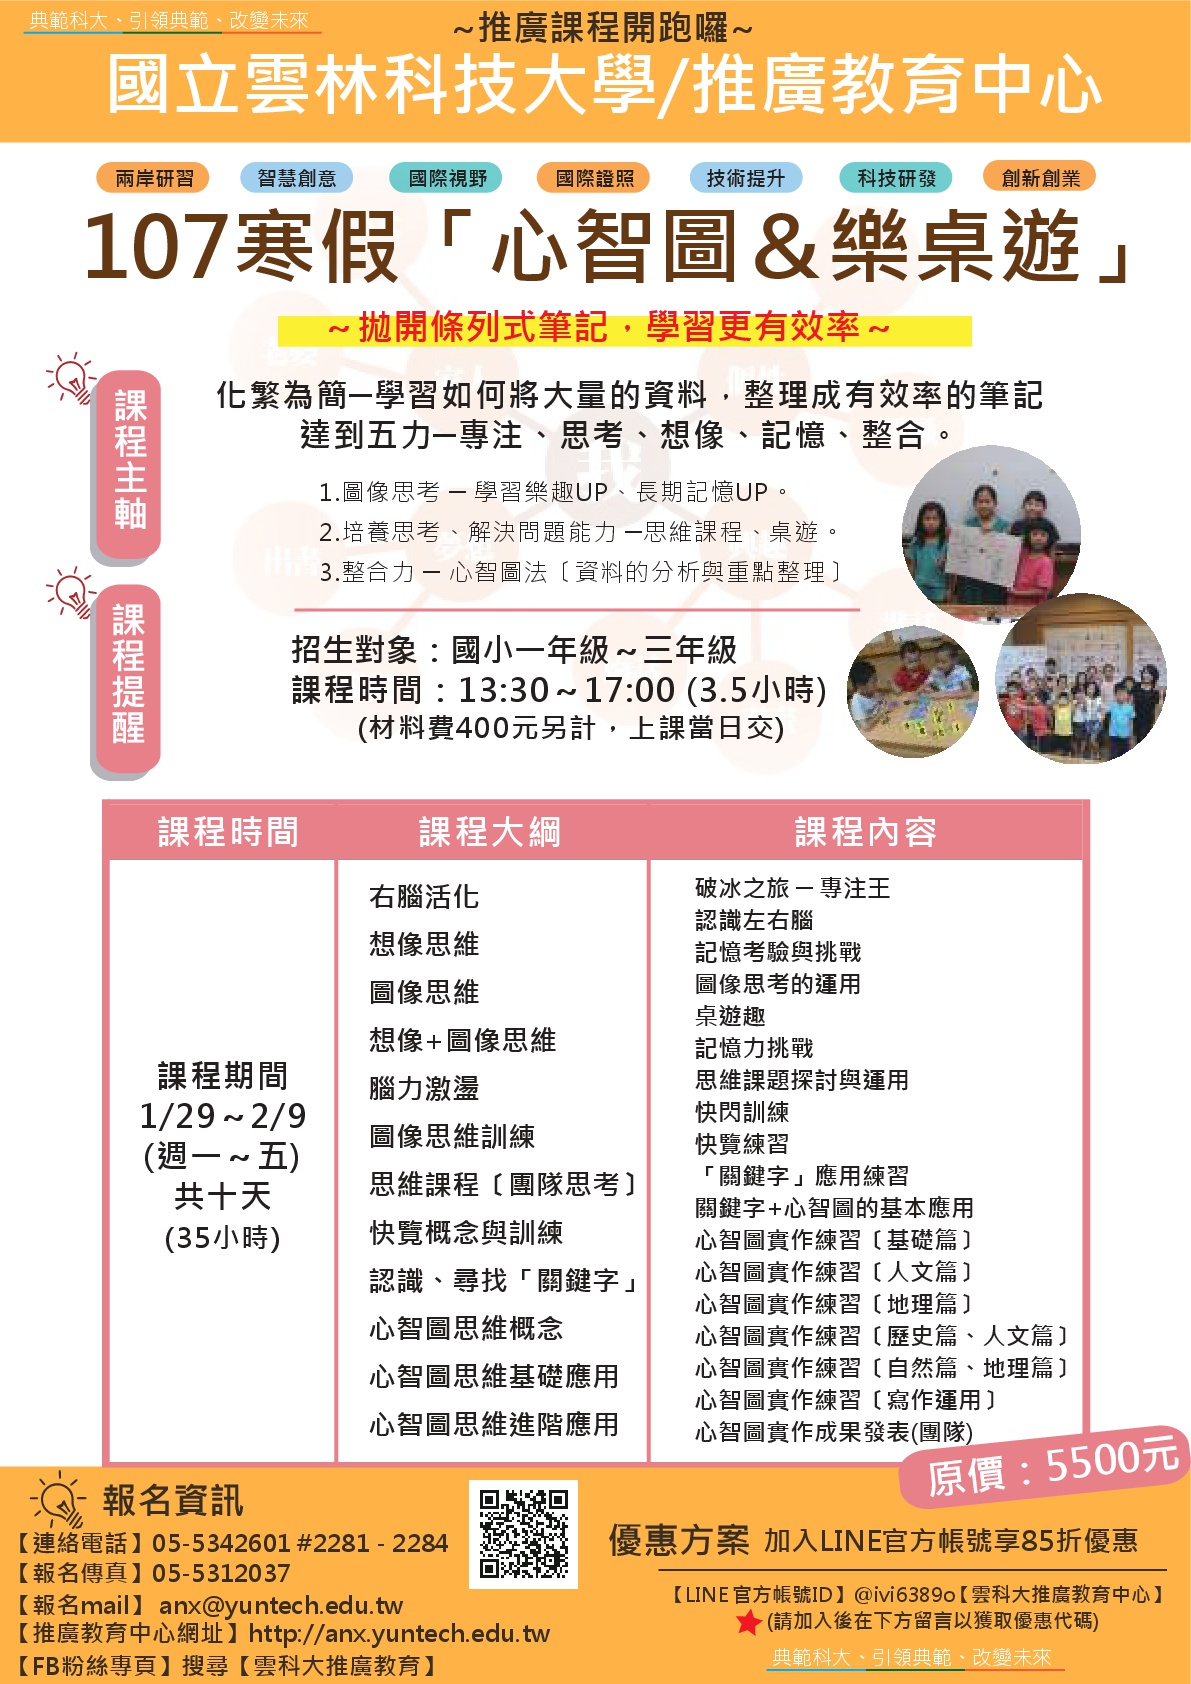 典範科大、引領典範、改變未來
~推廣課程開跑囉~
國立雲林科技大學/推廣教育中心
兩岸研習 智慧創意 國際視野 國際證照 技術提升 科技研發 創新創業
107寒假「心智圖&樂桌遊」
~拋開條列式筆記，學習更有效率~
課程主軸
化繁為簡—學習如何將大量的資料，整理成有效率的筆記
達到五力—專注、思考、想像、記憶、整合。
1.圖像思考 — 學習樂趣UP、長期記憶UP。
2.培養思考、解決問題能力 —思維課程、桌遊。
3.整合力 — 心智圖法〔資料的分析與重點整理〕
課程提醒
招生對象：國小一年級~三年級
課程時間：13:30~17:00 (3.5小時)
(材料費400元另計，上課當日交)
課程時間 課程大綱 課程內容
課程期間
1/29~2/9
(週一~五)
共十天
(35小時)
右腦活化
想像思維
圖像思維
想像+圖像思維
腦力激盪
圖像思維訓練
思維課程〔團隊思考〕
快覽概念與訓練
認識、尋找「關鍵字」
心智圖思維概念
心智圖思維基礎應用
心智圖思維進階應用
破冰之旅 — 專注王
認識左右腦
記憶考驗與挑戰
圖像思考的運用
桌遊趣
記憶力挑戰
思維課題探討與運用
快閃訓練
快覽練習
「關鍵字」應用練習
關鍵字+心智圖的基本應用
心智圖實作練習〔基礎篇〕
心智圖實作練習〔人文篇〕
心智圖實作練習〔地理篇〕
心智圖實作練習〔歷史篇、人文篇〕
心智圖實作練習〔自然篇、地理篇〕
心智圖實作練習〔寫作運用〕
心智圖實作成果發表(團隊)
原價：5500元
報名資訊
【連絡電話】05-5342601 #2281 - 2284
【報名傳真】05-5312037
【報名mail】 anx@yuntech.edu.tw
【推廣教育中心網址】http://anx.yuntech.edu.tw
【FB粉絲專頁】搜尋【雲科大推廣教育】
優惠方案 加入LINE官方帳號享85折優惠
【LINE官方帳號ID】@ivi6389o【雲科大推廣教育中心】
(請加入後在下方留言以獲取優惠代碼)
典範科大、引領典範、改變未來